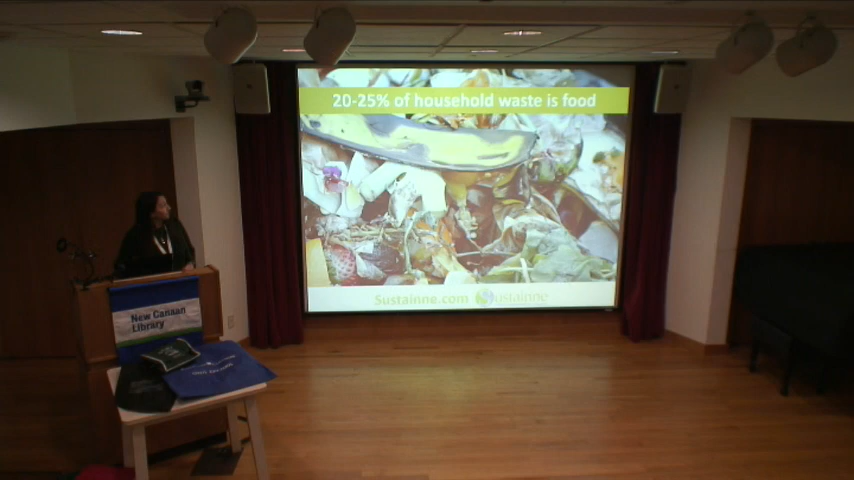 20-25% of household waste is food
Sustainne.com Sustainne
New Canaan
Library